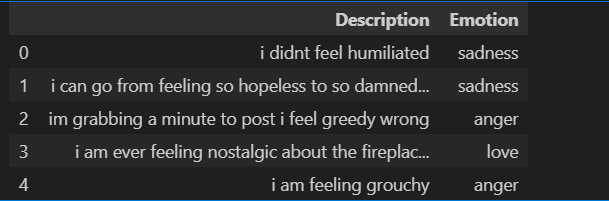 Description Emotion
0 i didnt feel humiliated sadness
1 i can go from feeling so hopeless to so damned... sadness
2 im grabbing a minute to post i feel greedy wrong anger
3 i am ever feeling nostalgic about the fireplac... love
4 i am feeling grouchy anger